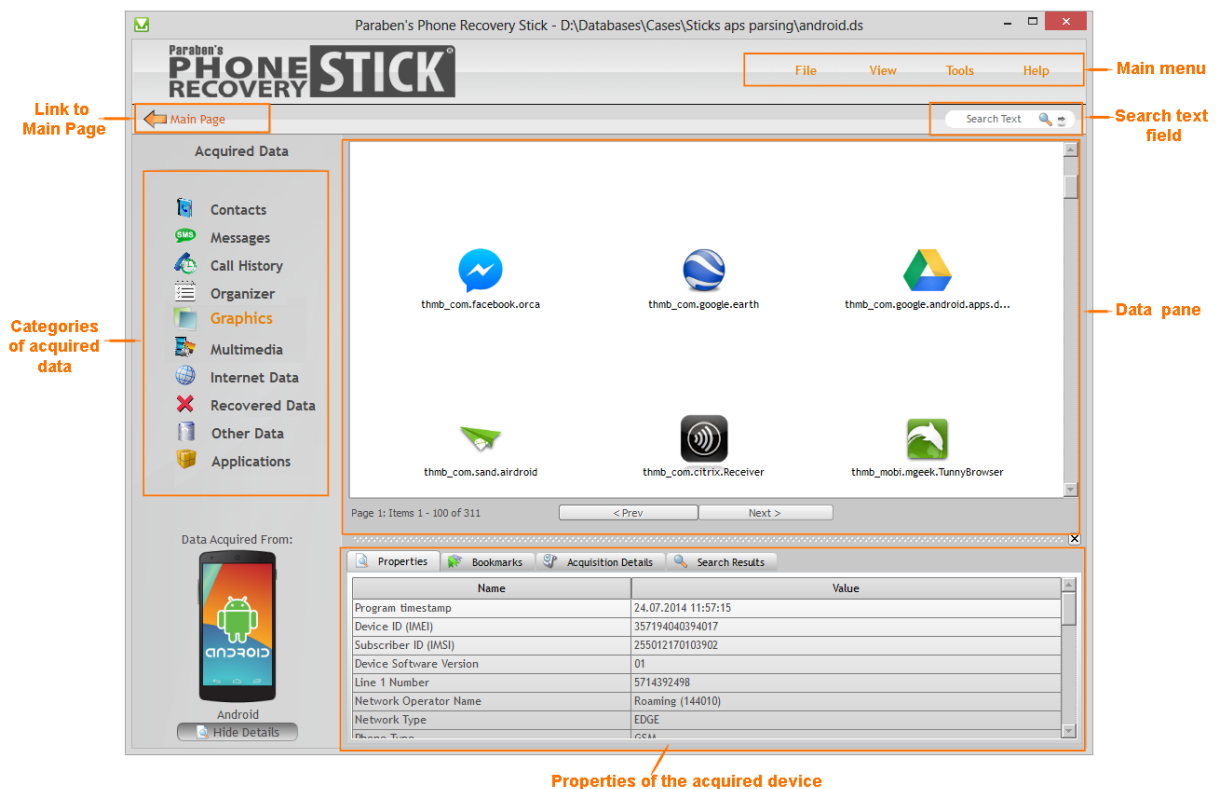 Paraben's Phone Recovery Stick - D:\Databases\Cases\Sticks aps parsing\android.ds
Paraben's
PHONE
RECOVERY
STICK
File View Tools Help
Main menu
Link to
Main Page
Main Page
Search Text
Search text
field
Acquired Data
Contacts
SMS
Messages
Call History
Organizer
Graphics
Multimedia
Internet Data
Recovered Data
Other Data
Applications
Categories
of acquired
data
thmb_com.facebook.orca
thmb_com.google.earth
thmb_com.google.android.apps.d...
thmb_com.sand.airdroid
thmb_com.citrix.Receiver
thmb_mobi.mgeek.TunnyBrowser
Data pane
Page 1: Items 1 - 100 of 311
< Prev
Next >
Data Acquired From:
ANDROID
Android
Hide Details
Properties Bookmarks Acquisition Details Search Results
Name Value
Program timestamp 24.07.2014 11:57:15
Device ID (IMEI) 357194040394017
Subscriber ID (IMSI) 255012170103902
Device Software Version 01
Line 1 Number 5714392498
Network Operator Name Roaming (144010)
Network Type EDGE
Phone Type GSM
Properties of the acquired device